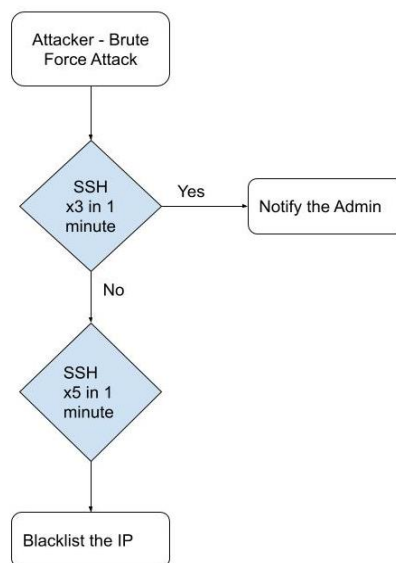 Attacker - Brute
Force Attack
SSH
x3 in 1
minute
Yes
Notify the Admin
No
SSH
x5 in 1
minute
Blacklist the IP